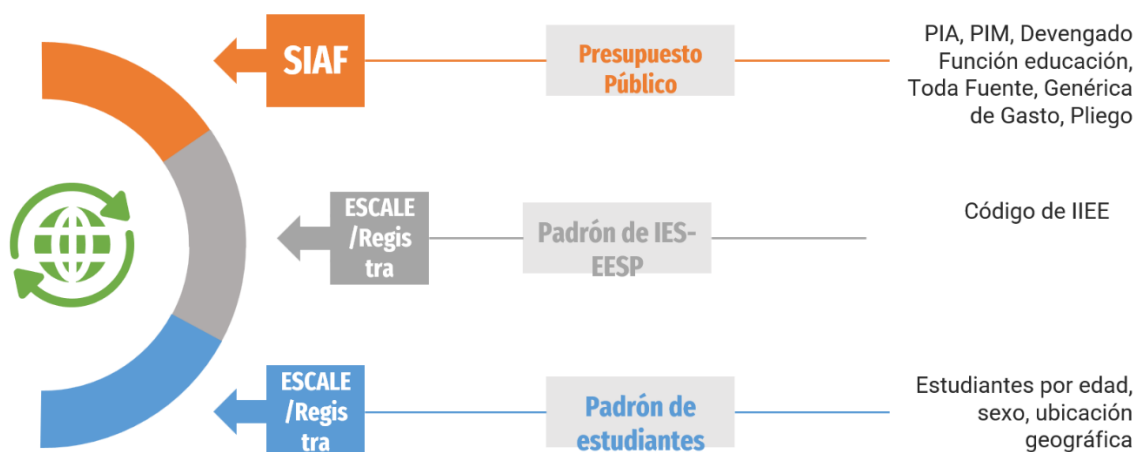 SIAF
Presupuesto
Público
PIA, PIM, Devengado
Función educación,
Toda Fuente, Genérica
de Gasto, Pliego
ESCALE
/Regis
tra
Padrón de IES-
EESP
Código de IIEE
ESCALE
/Regis
tra
Padrón de
estudiantes
Estudiantes por edad,
sexo, ubicación
geográfica